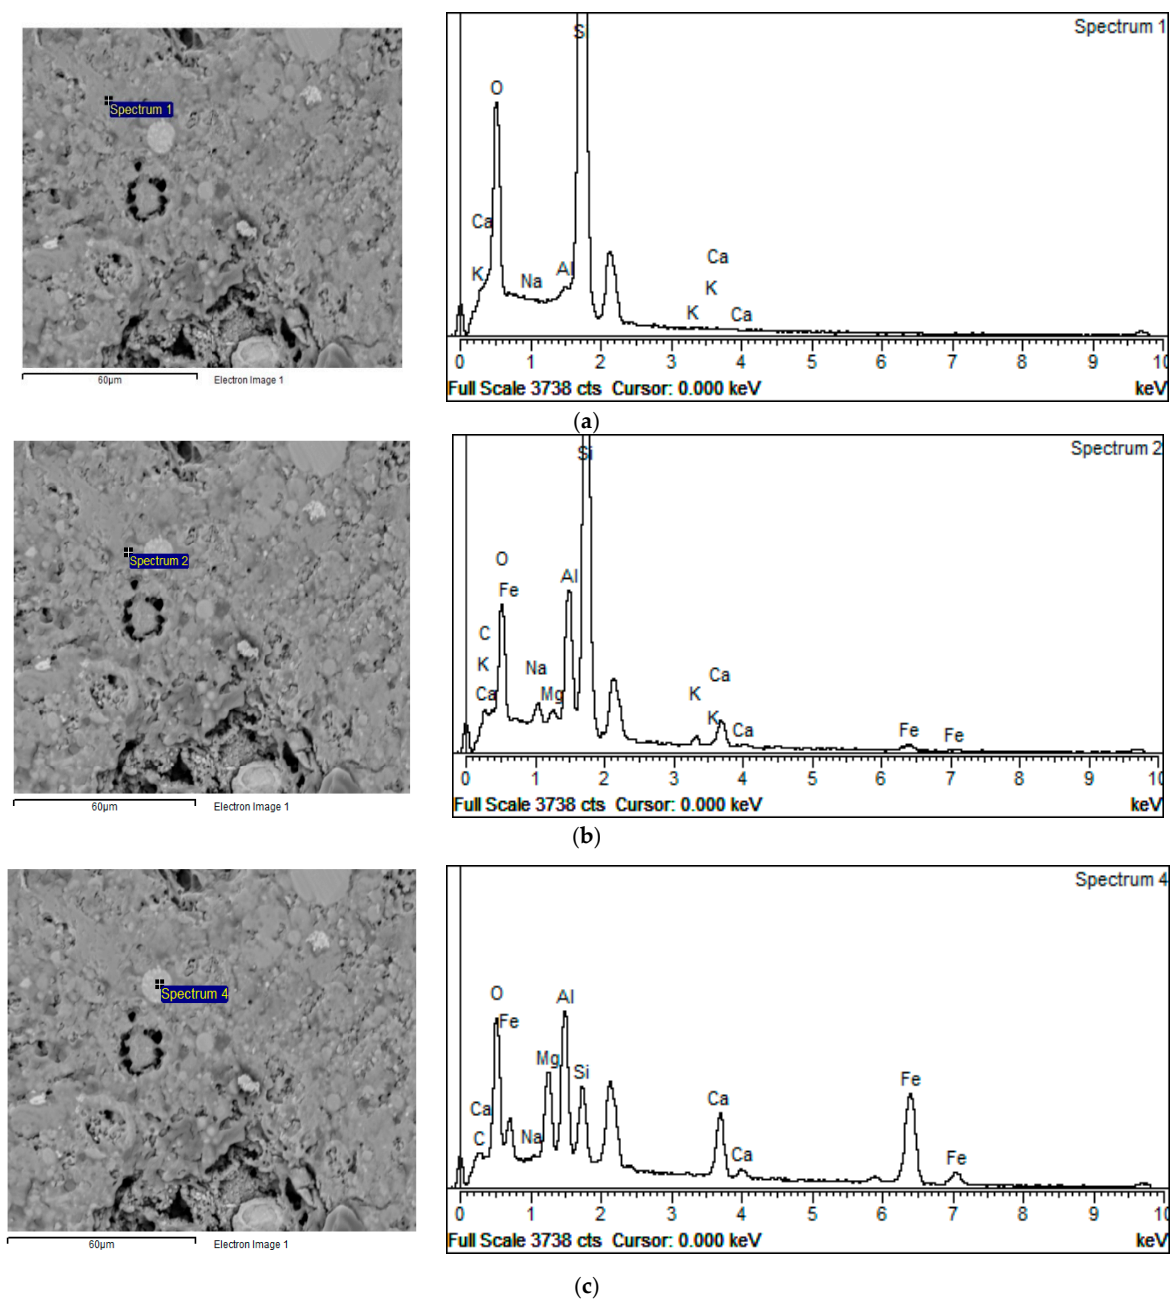 Spectrum 1
60µm
Electron Image 1
Spectrum 1
S
O
Ca
K
Na
Al
Ca
K
K
Ca
0 1 2 3 4 5 6 7 8 9 10
Full Scale 3738 cts Cursor: 0.000 keV
keV
(a)
Spectrum 2
60µm
Electron Image 1
Spectrum 2
Si
O
Fe
Al
C
K
Ca
Na
Mg
K
Ca
K
Ca
Fe
Fe
0 1 2 3 4 5 6 7 8 9 10
Full Scale 3738 cts Cursor: 0.000 keV
keV
(b)
Spectrum 4
60µm
Electron Image 1
Spectrum 4
O
Fe
Al
Mg
Si
Ca
C
Na
Ca
Ca
Fe
Fe
0 1 2 3 4 5 6 7 8 9 10
Full Scale 3738 cts Cursor: 0.000 keV
keV
(c)